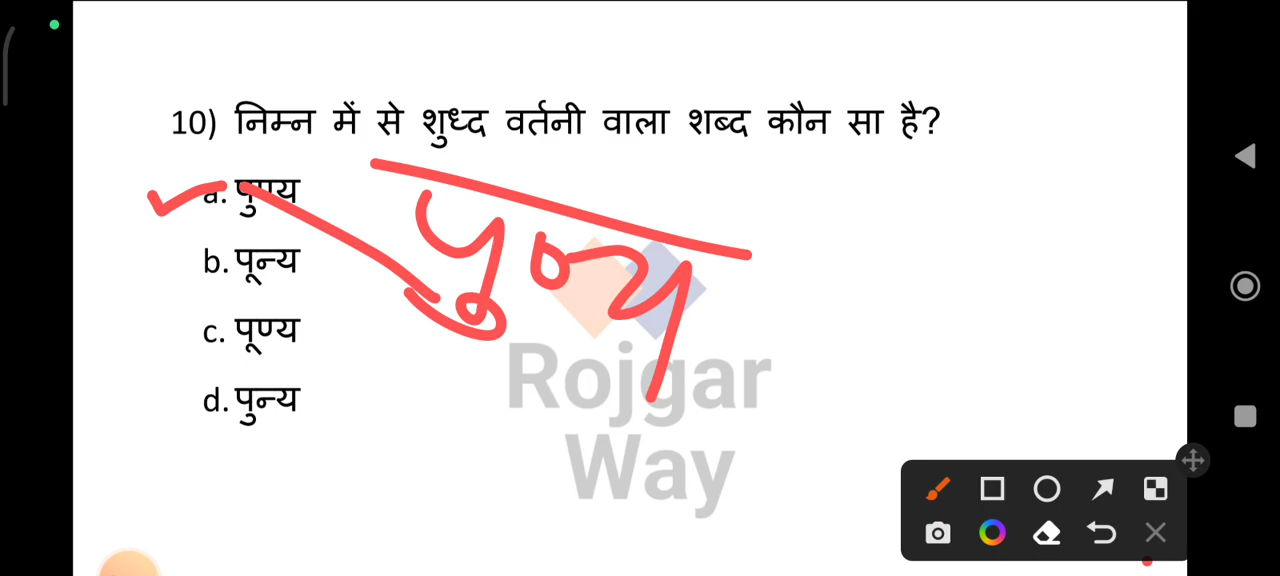 10) निम्न में से शुध्द वर्तनी वाला शब्द कौन सा है?
a. पुण्य
पुण्य
b. पून्य
c. पूण्य
d. पुन्य
Rojgar
Way